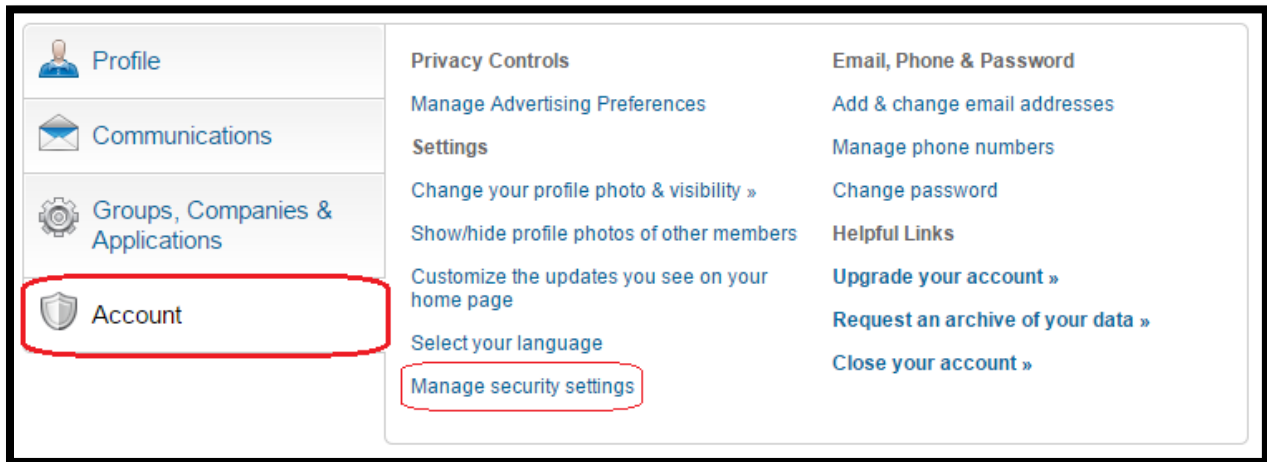 Profile
Communications
Groups, Companies &
Applications
Account
Privacy Controls
Manage Advertising Preferences
Settings
Change your profile photo & visibility »
Show/hide profile photos of other members
Customize the updates you see on your
home page
Select your language
Manage security settings
Email, Phone & Password
Add & change email addresses
Manage phone numbers
Change password
Helpful Links
Upgrade your account »
Request an archive of your data »
Close your account »